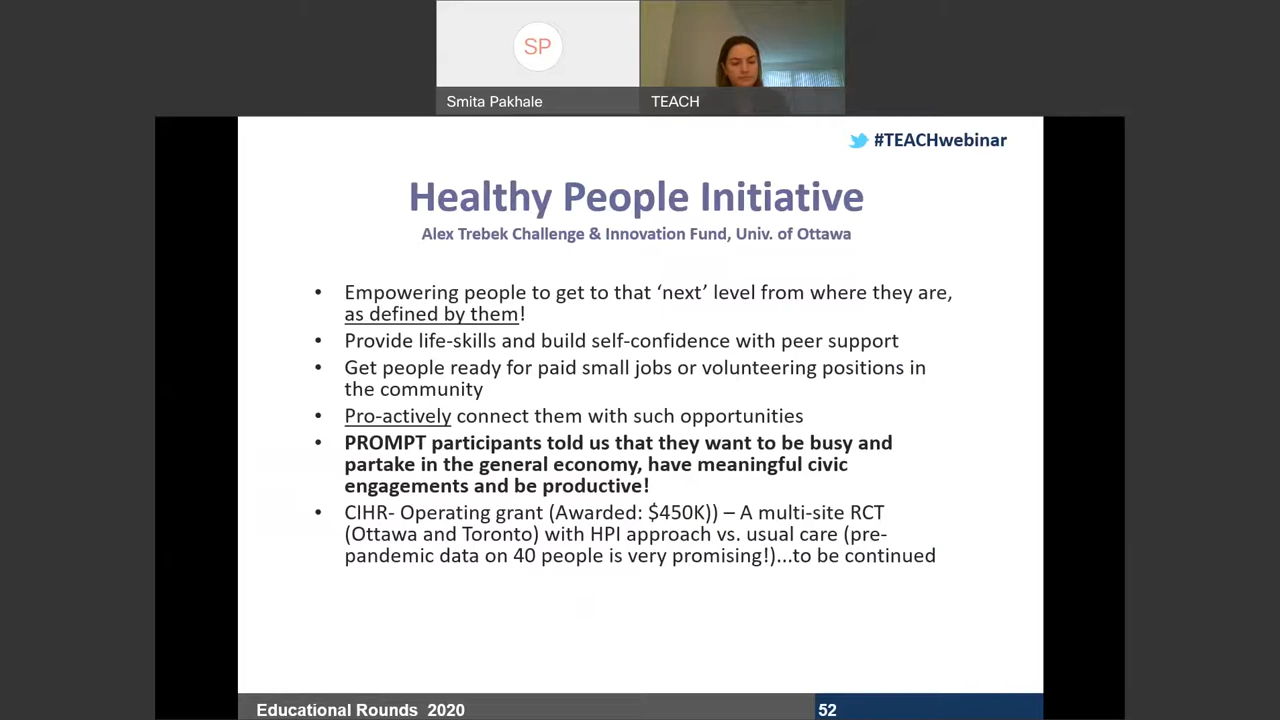 SP
Smita Pakhale
TEACH
#TEACHwebinar
Healthy People Initiative
Alex Trebek Challenge & Innovation Fund, Univ. of Ottawa
• Empowering people to get to that ‘next’ level from where they are,
as defined by them!
• Provide life-skills and build self-confidence with peer support
• Get people ready for paid small jobs or volunteering positions in
the community
• Pro-actively connect them with such opportunities
• PROMPT participants told us that they want to be busy and
partake in the general economy, have meaningful civic
engagements and be productive!
• CIHR- Operating grant (Awarded: $450K)) – A multi-site RCT
(Ottawa and Toronto) with HPI approach vs. usual care (pre-
pandemic data on 40 people is very promising!)...to be continued
Educational Rounds 2020
52